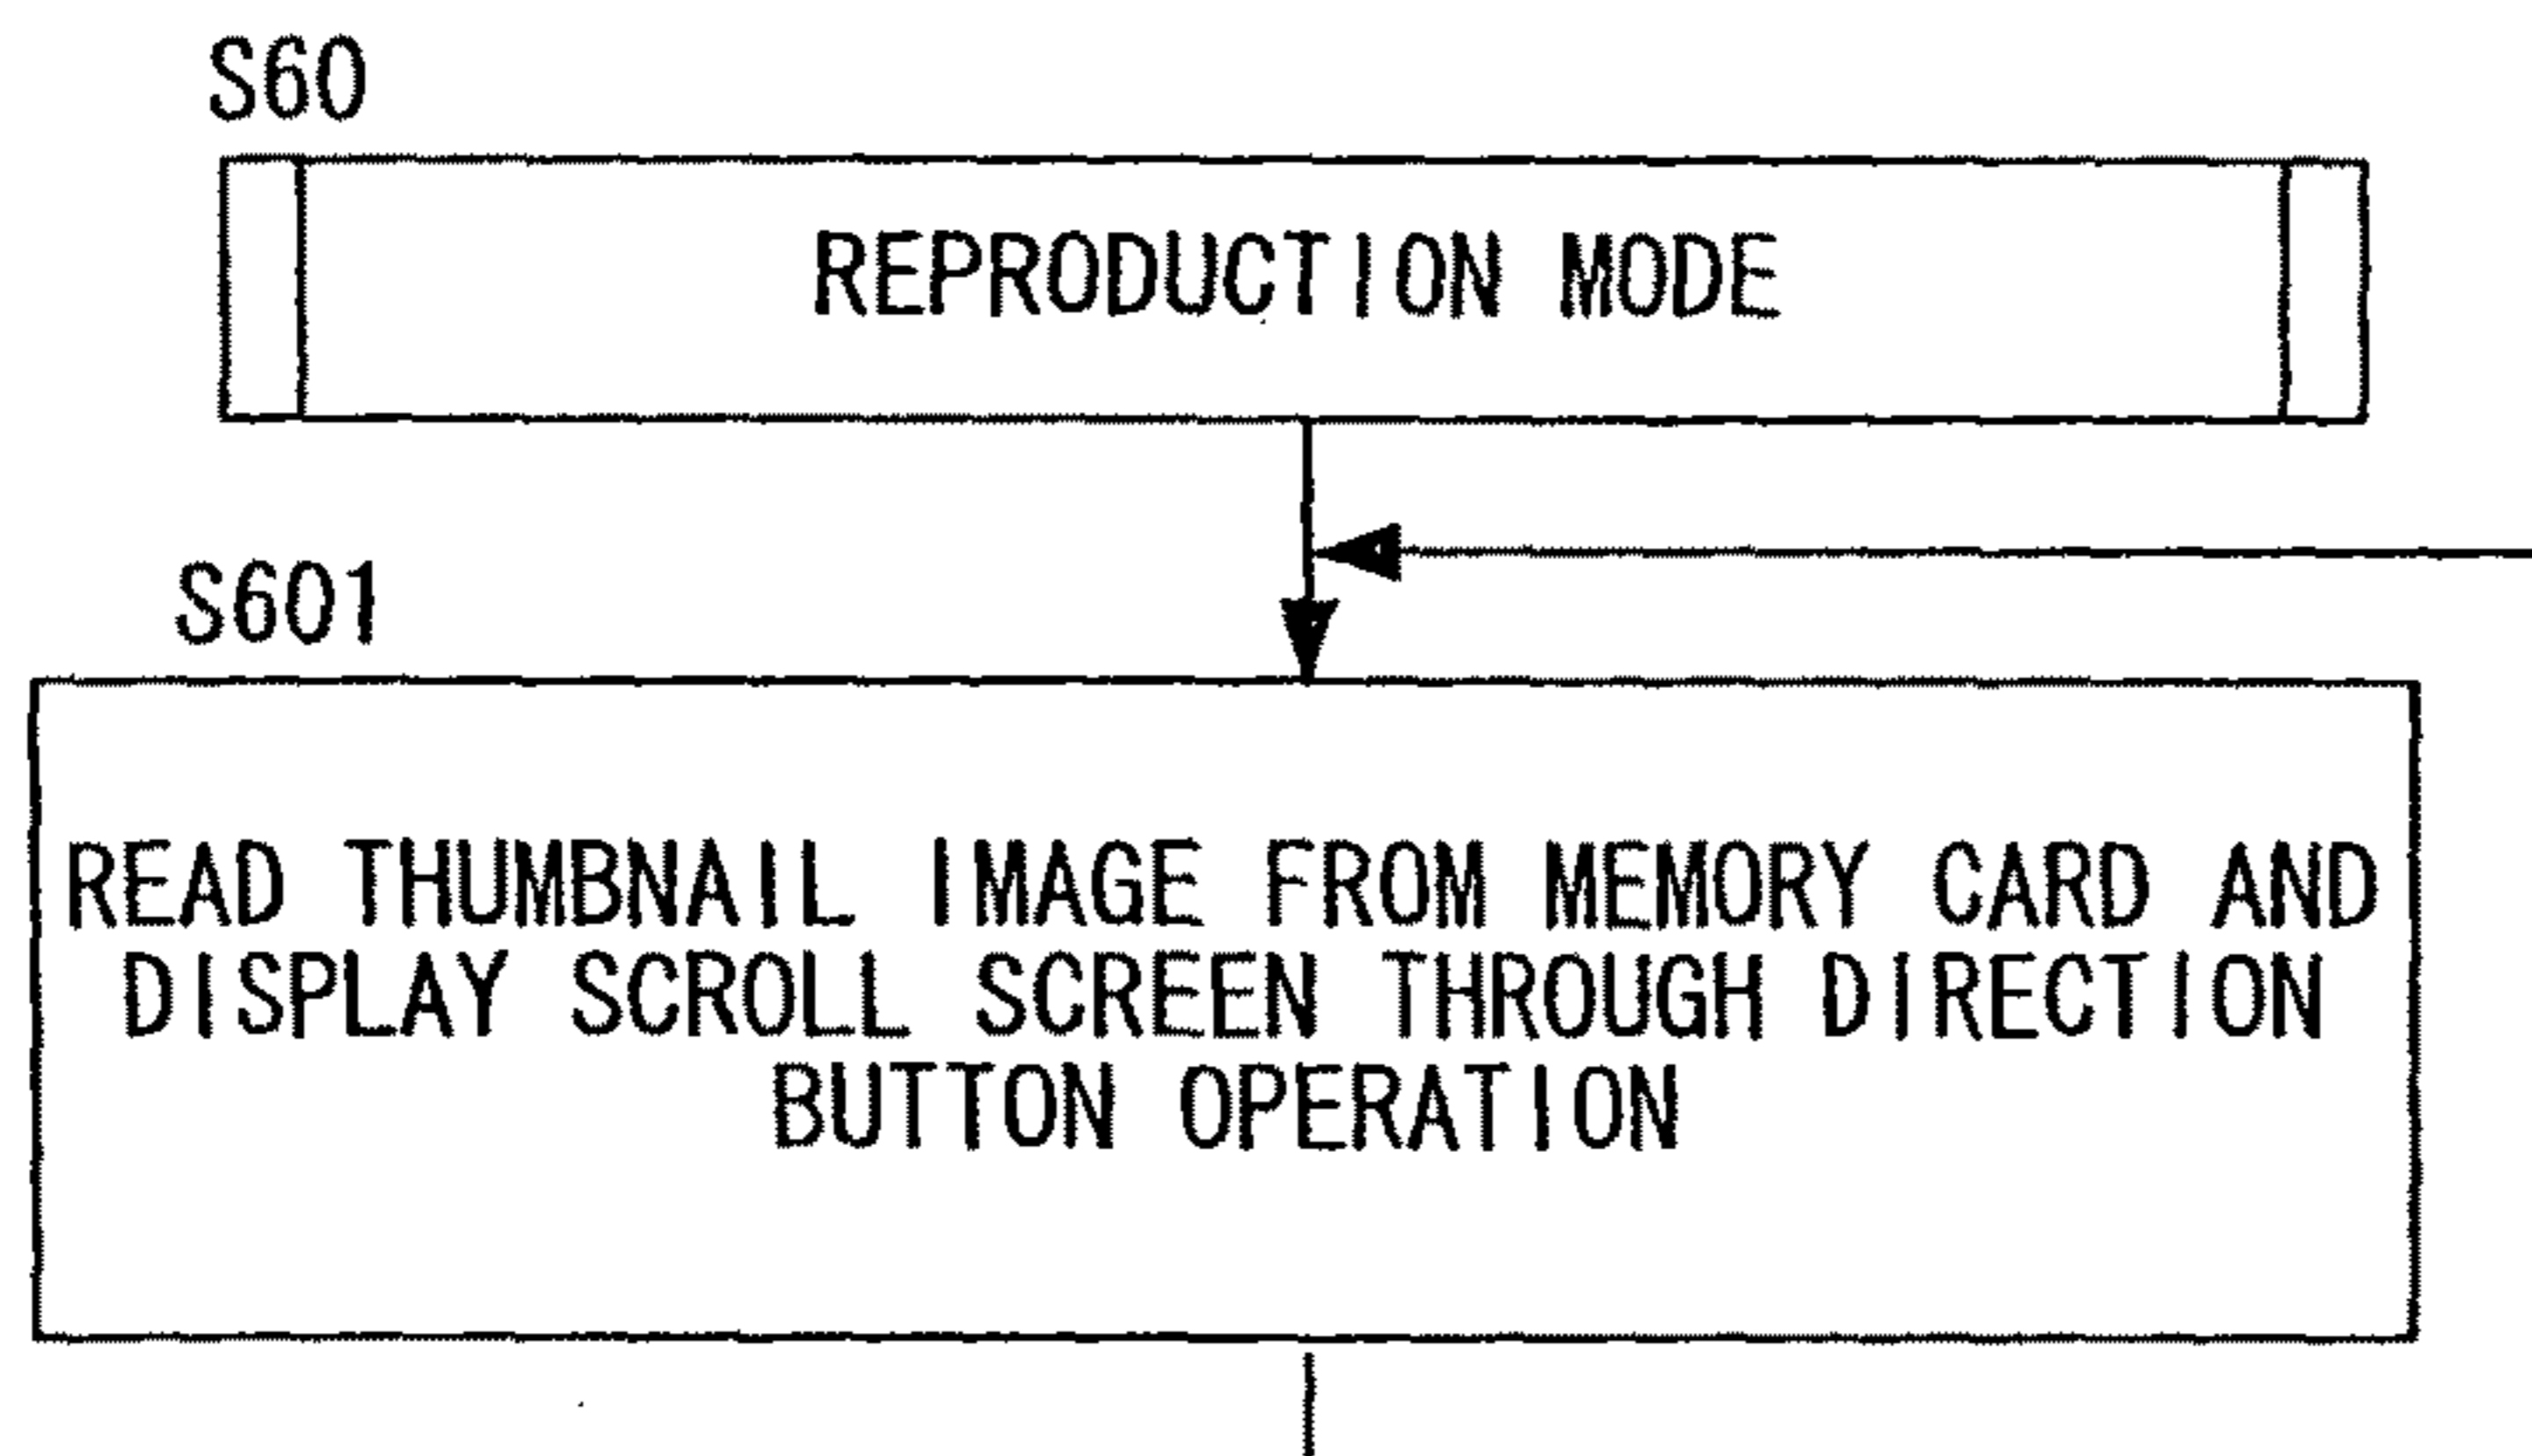 S60
REPRODUCTION MODE
S601
READ THUMBNAIL IMAGE FROM MEMORY CARD AND
DISPLAY SCROLL SCREEN THROUGH DIRECTION
BUTTON OPERATION